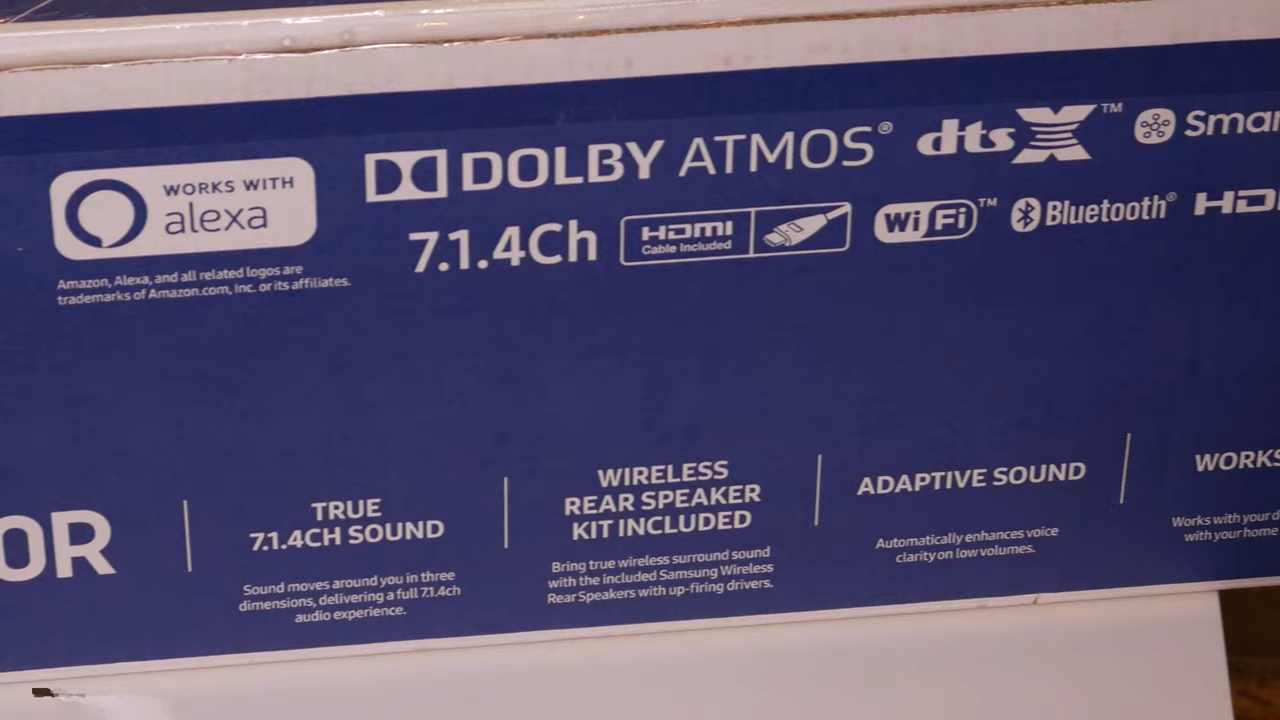 WORKS WITH
alexa
Amazon, Alexa, and all related logos are
trademarks of Amazon.com, Inc. or its affiliates.
DOLBY ATMOS®
dts X™
7.1.4Ch
HDMI
Cable Included
Wi Fi™
Bluetooth®
TRUE
7.1.4CH SOUND
Sound moves around you in three
dimensions, delivering a full 7.1.4ch
audio experience.
WIRELESS
REAR SPEAKER
KIT INCLUDED
Bring true wireless surround sound
with the included Samsung Wireless
Rear Speakers with up-firing drivers.
ADAPTIVE SOUND
Automatically enhances voice
clarity on low volumes.
WORKS
Works with your
with your home